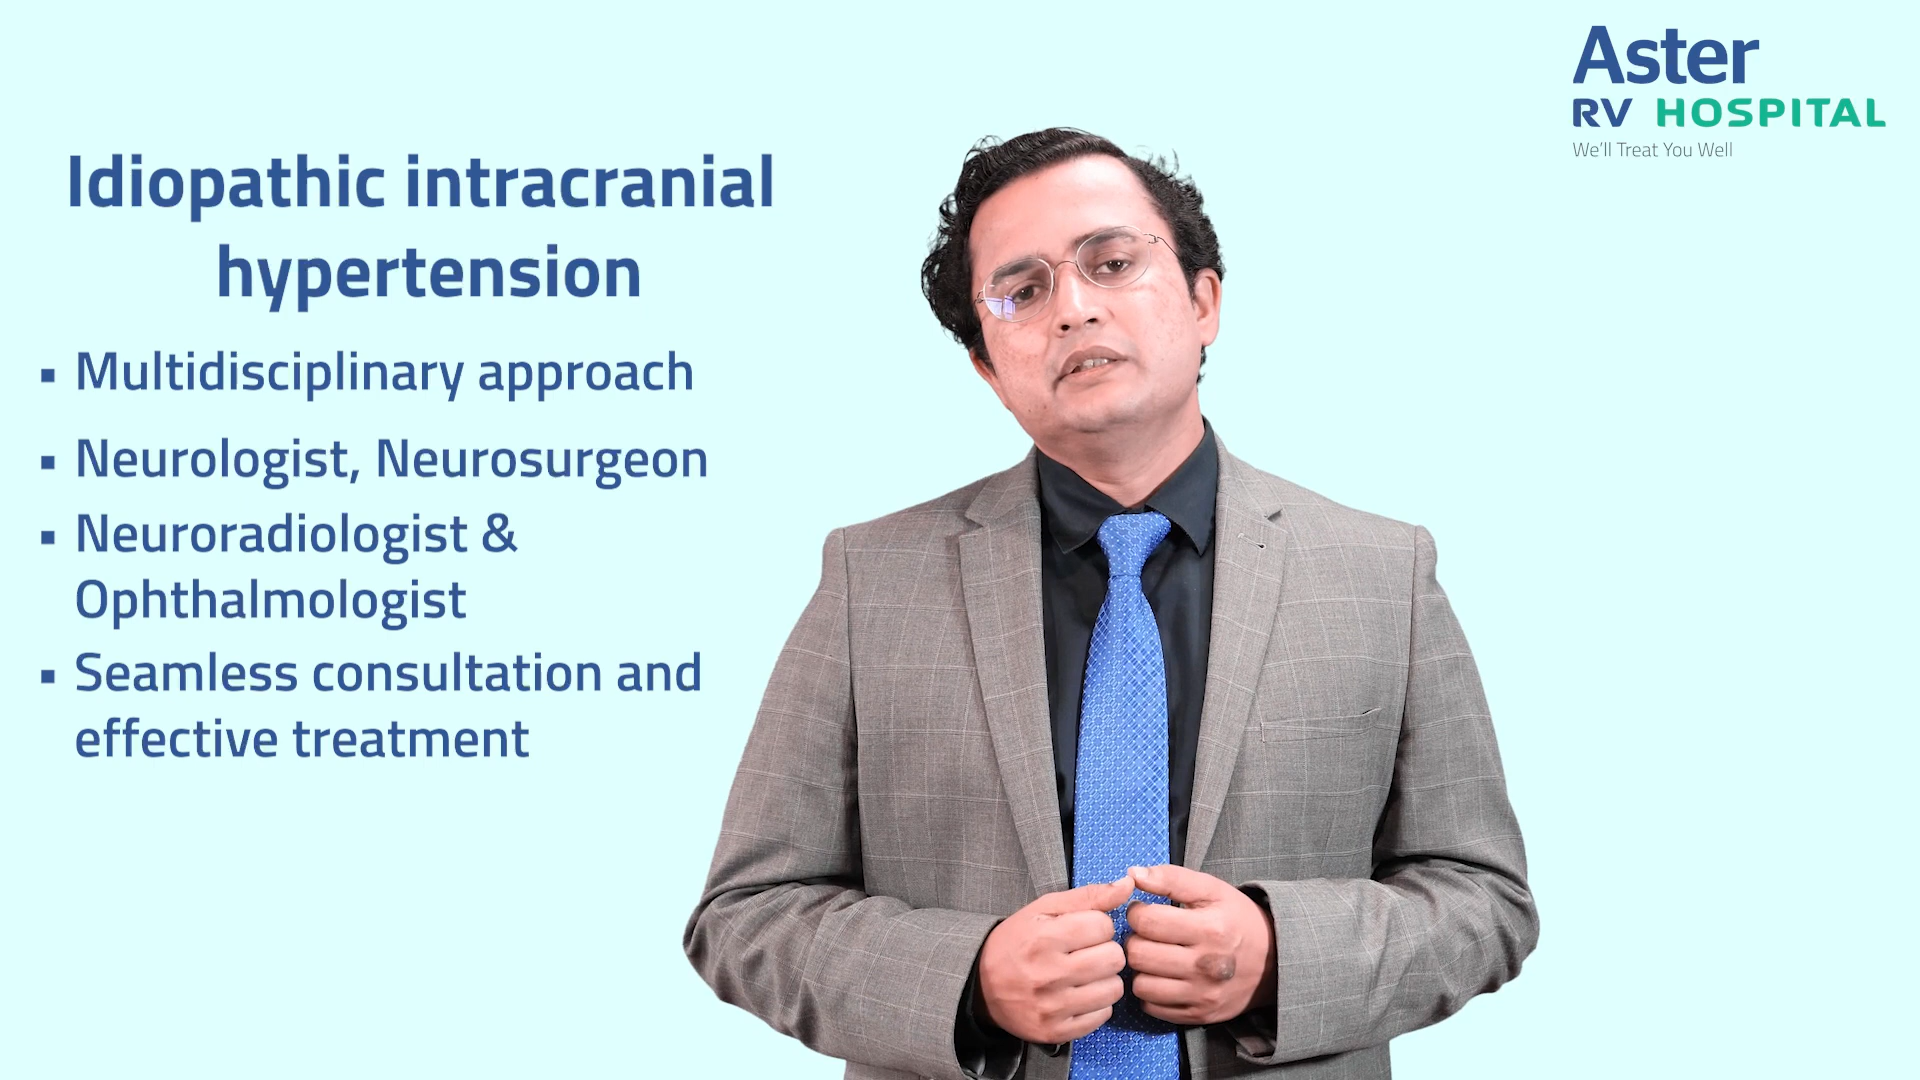 Aster
RV HOSPITAL
We'll Treat You Well
Idiopathic intracranial
hypertension
▪ Multidisciplinary approach
▪ Neurologist, Neurosurgeon
▪ Neuroradiologist &
Ophthalmologist
▪ Seamless consultation and
effective treatment